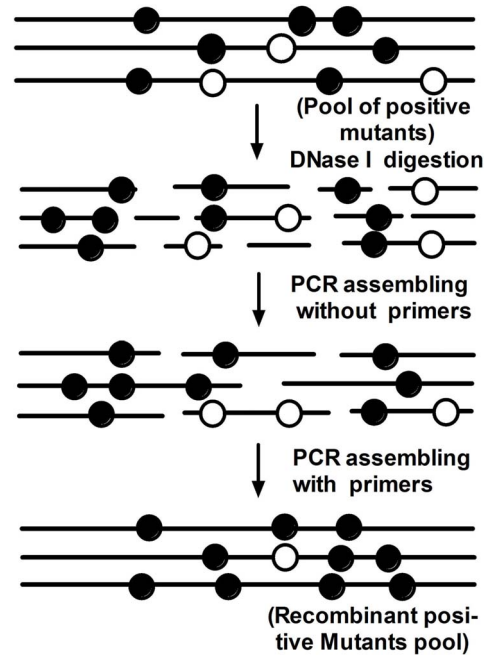 (Pool of positive
mutants)
DNase I digestion
PCR assembling
without primers
PCR assembling
with primers
(Recombinant posi-
tive Mutants pool)